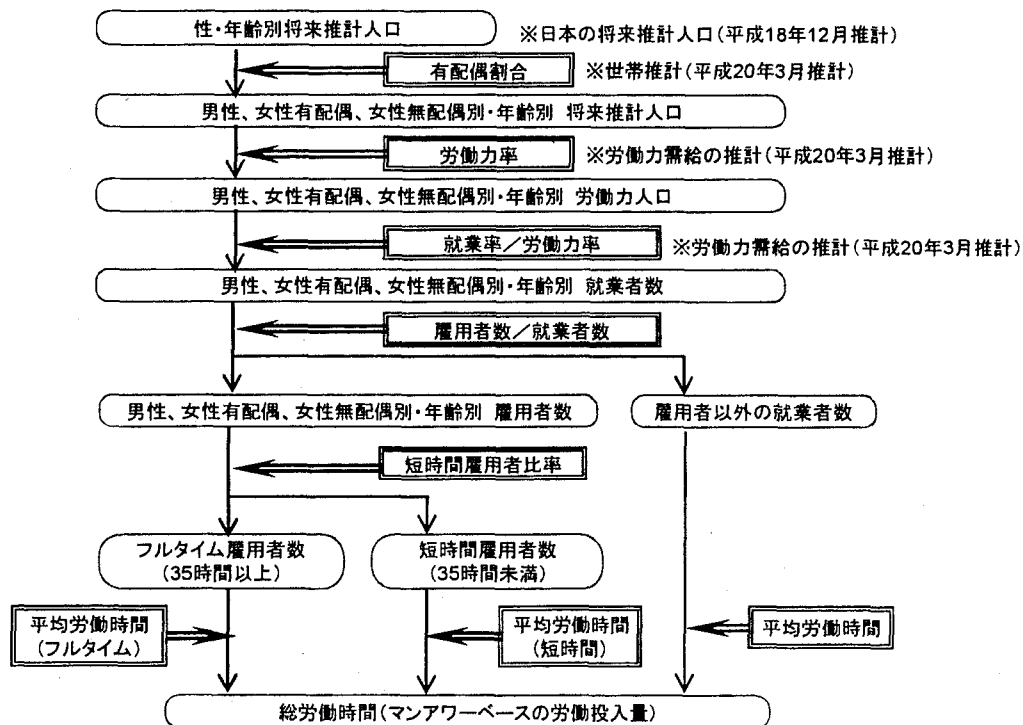 性・年齢別将来推計人口
※日本の将来推計人口(平成18年12月推計)
有配偶割合
※世帯推計(平成20年3月推計)
男性、女性有配偶、女性無配偶別・年齢別 将来推計人口
労働力率
※労働力需給の推計(平成20年3月推計)
男性、女性有配偶、女性無配偶別・年齢別 労働力人口
就業率/労働力率
※労働力需給の推計(平成20年3月推計)
男性、女性有配偶、女性無配偶別・年齢別 就業者数
雇用者数/就業者数
男性、女性有配偶、女性無配偶別・年齢別 雇用者数
雇用者以外の就業者数
短時間雇用者比率
フルタイム雇用者数
(35時間以上)
短時間雇用者数
(35時間未満)
平均労働時間
(フルタイム)
平均労働時間
(短時間)
平均労働時間
総労働時間(マンアワーベースの労働投入量)